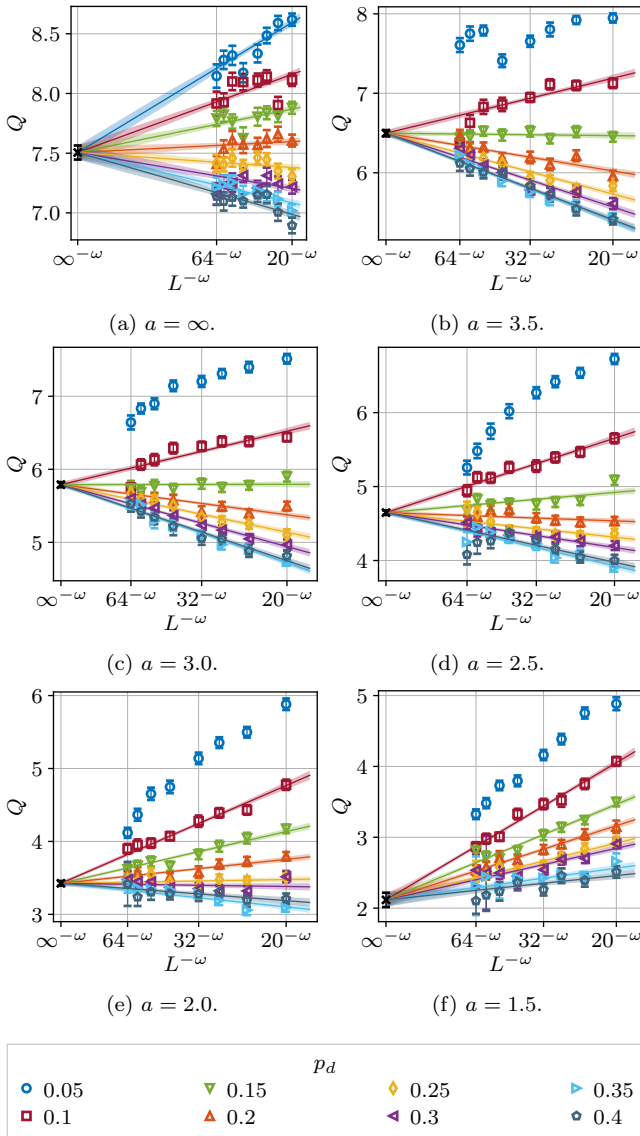 8.5
8.0
7.5
7.0
Q
∞^{-ω} 64^{-ω} 20^{-ω}
L^{-ω}
(a) a = ∞.
8
7
6
Q
∞^{-ω} 64^{-ω} 32^{-ω} 20^{-ω}
L^{-ω}
(b) a = 3.5.
7
6
5
Q
∞^{-ω} 64^{-ω} 32^{-ω} 20^{-ω}
L^{-ω}
(c) a = 3.0.
6
5
4
Q
∞^{-ω} 64^{-ω} 32^{-ω} 20^{-ω}
L^{-ω}
(d) a = 2.5.
6
5
4
3
Q
∞^{-ω} 64^{-ω} 32^{-ω} 20^{-ω}
L^{-ω}
(e) a = 2.0.
5
4
3
2
Q
∞^{-ω} 64^{-ω} 32^{-ω} 20^{-ω}
L^{-ω}
(f) a = 1.5.
p_d
0.05 0.15 0.25 0.35
0.1 0.2 0.3 0.4